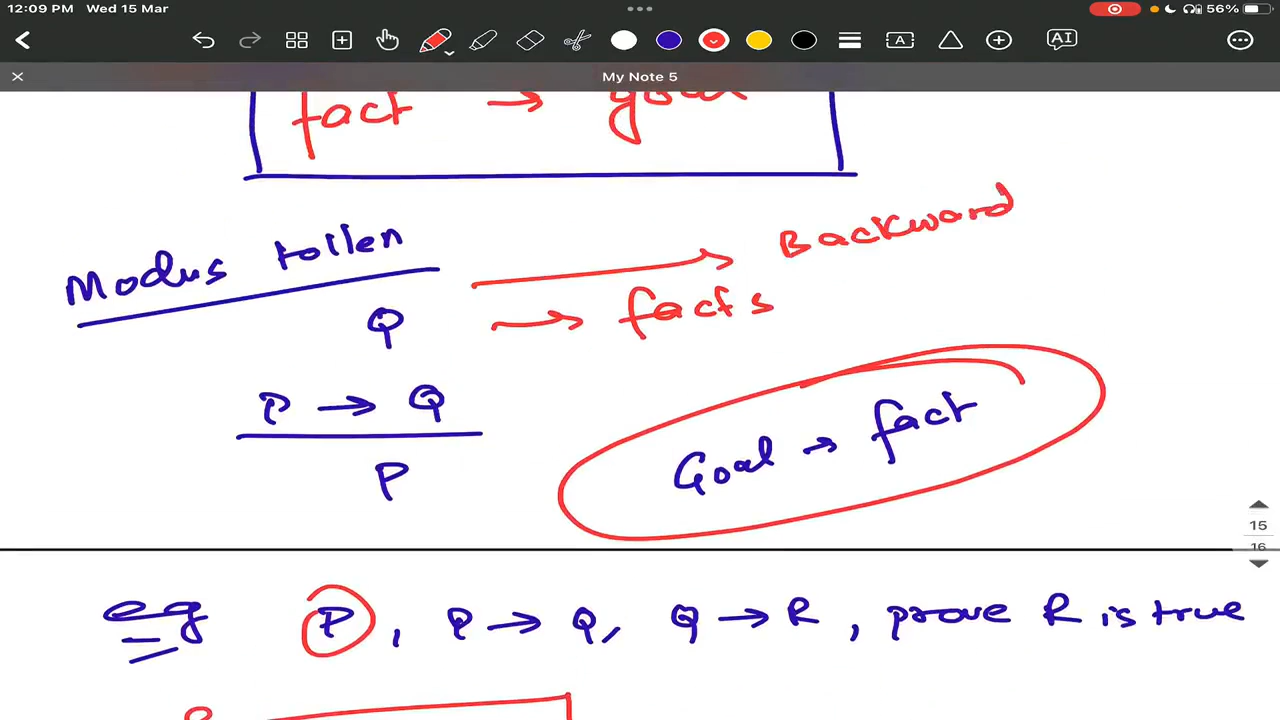 12:09 PM Wed 15 Mar
56%
A
AI
My Note 5
fact → goal
Modus tollen → Backward
Q → facts
P → Q
P
Goal → fact
15
16
eg P, P → Q, Q → R, prove R is true